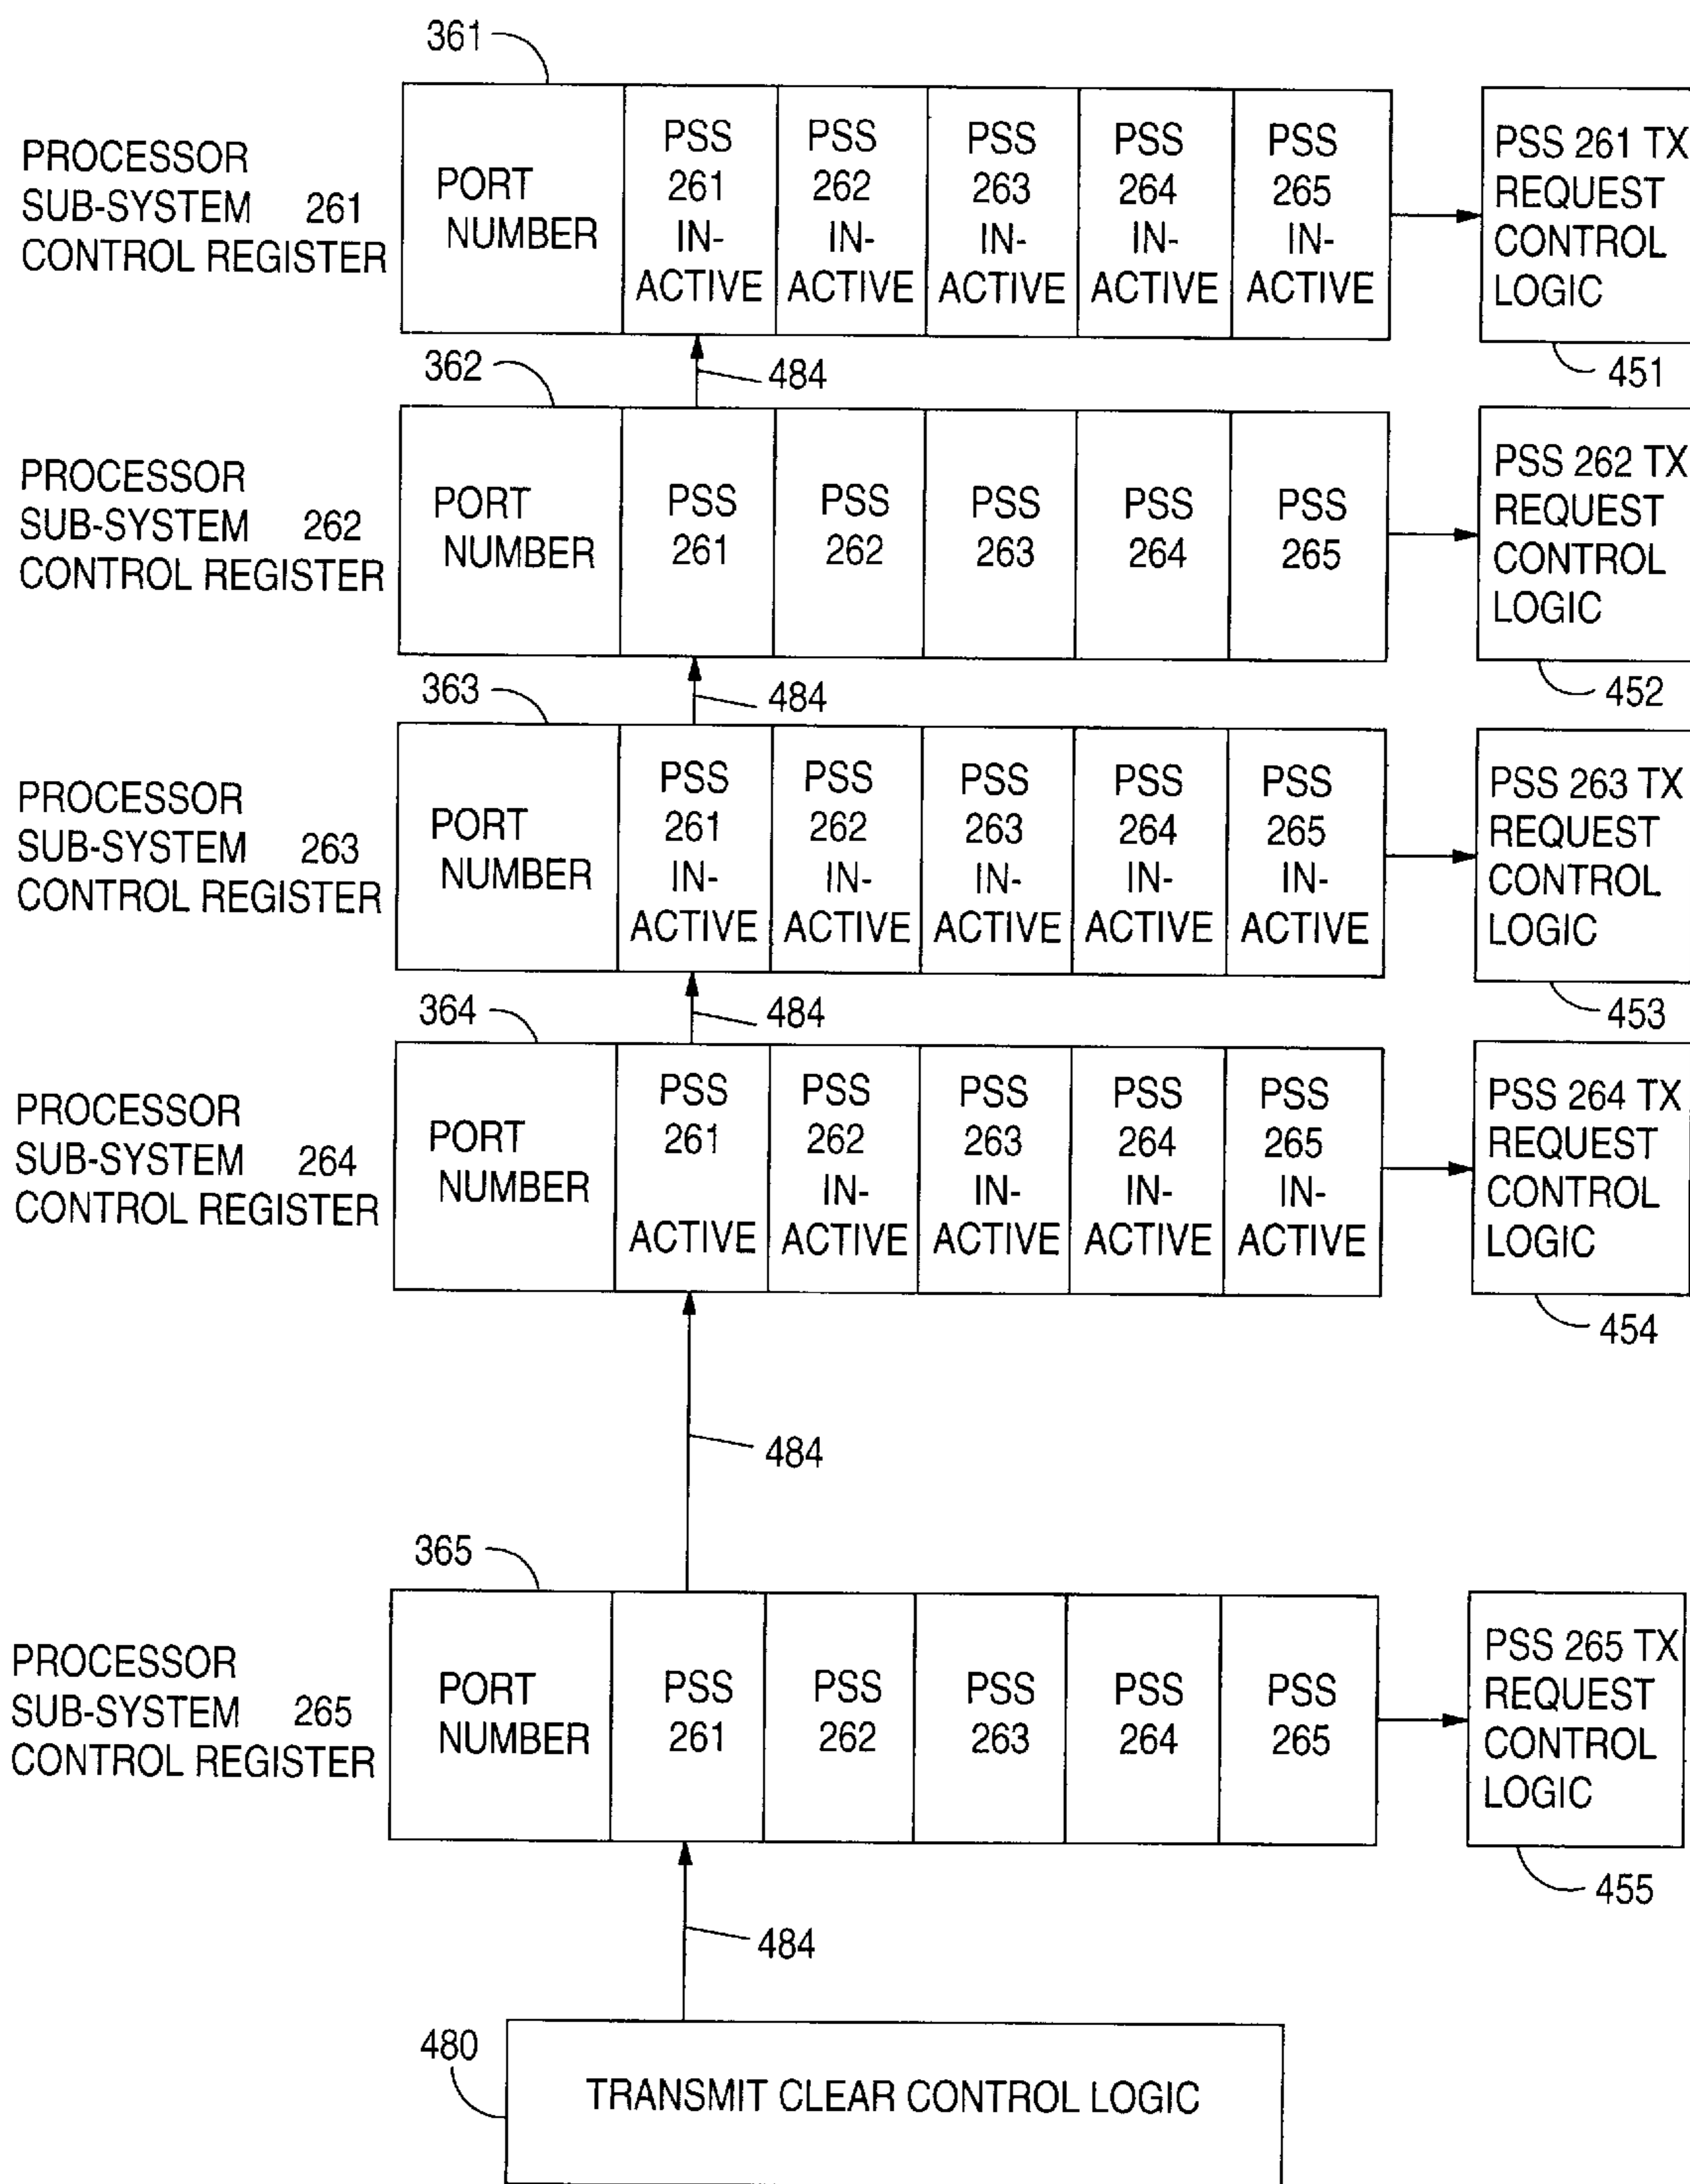 361
PROCESSOR
SUB-SYSTEM 261
CONTROL REGISTER
PORT
NUMBER
PSS
261
IN-
ACTIVE
PSS
262
IN-
ACTIVE
PSS
263
IN-
ACTIVE
PSS
264
IN-
ACTIVE
PSS
265
IN-
ACTIVE
PSS 261 TX
REQUEST
CONTROL
LOGIC
451
484
362
PROCESSOR
SUB-SYSTEM 262
CONTROL REGISTER
PORT
NUMBER
PSS
261
PSS
262
PSS
263
PSS
264
PSS
265
PSS 262 TX
REQUEST
CONTROL
LOGIC
452
484
363
PROCESSOR
SUB-SYSTEM 263
CONTROL REGISTER
PORT
NUMBER
PSS
261
IN-
ACTIVE
PSS
262
IN-
ACTIVE
PSS
263
IN-
ACTIVE
PSS
264
IN-
ACTIVE
PSS
265
IN-
ACTIVE
PSS 263 TX
REQUEST
CONTROL
LOGIC
453
484
364
PROCESSOR
SUB-SYSTEM 264
CONTROL REGISTER
PORT
NUMBER
PSS
261
ACTIVE
PSS
262
IN-
ACTIVE
PSS
263
IN-
ACTIVE
PSS
264
IN-
ACTIVE
PSS
265
IN-
ACTIVE
PSS 264 TX
REQUEST
CONTROL
LOGIC
454
484
365
PROCESSOR
SUB-SYSTEM 265
CONTROL REGISTER
PORT
NUMBER
PSS
261
PSS
262
PSS
263
PSS
264
PSS
265
PSS 265 TX
REQUEST
CONTROL
LOGIC
455
484
480
TRANSMIT CLEAR CONTROL LOGIC